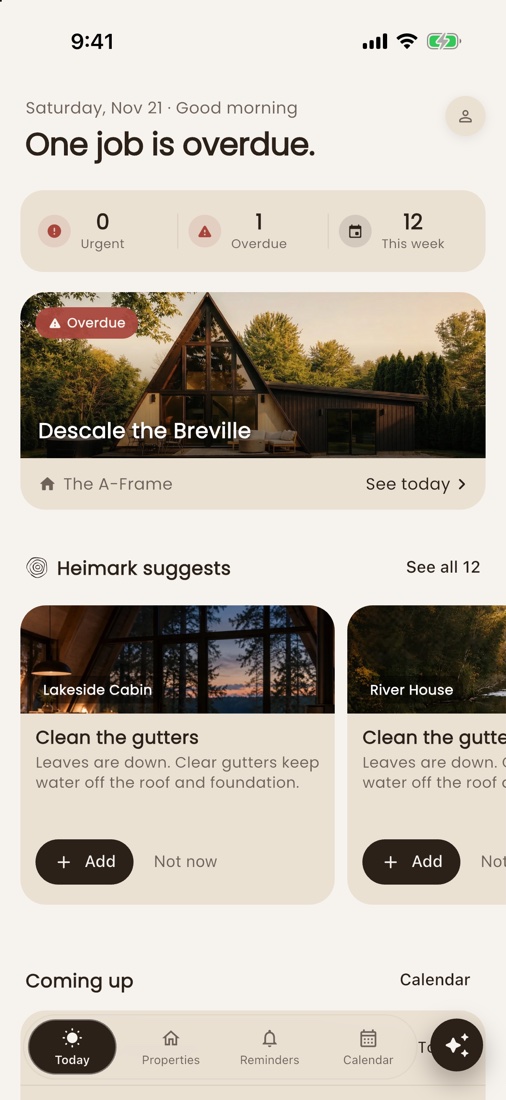 9:41
Saturday, Nov 21 · Good morning
One job is overdue.
0
Urgent
1
Overdue
12
This week
Overdue
Descale the Breville
The A-Frame
See today
Heimark suggests
See all 12
Lakeside Cabin
Clean the gutters
Leaves are down. Clear gutters keep
water off the roof and foundation.
Add
Not now
River House
Clean the gutte
Leaves are down. C
water off the roof a
Add
Not
Coming up
Calendar
Today
Properties
Reminders
Calendar